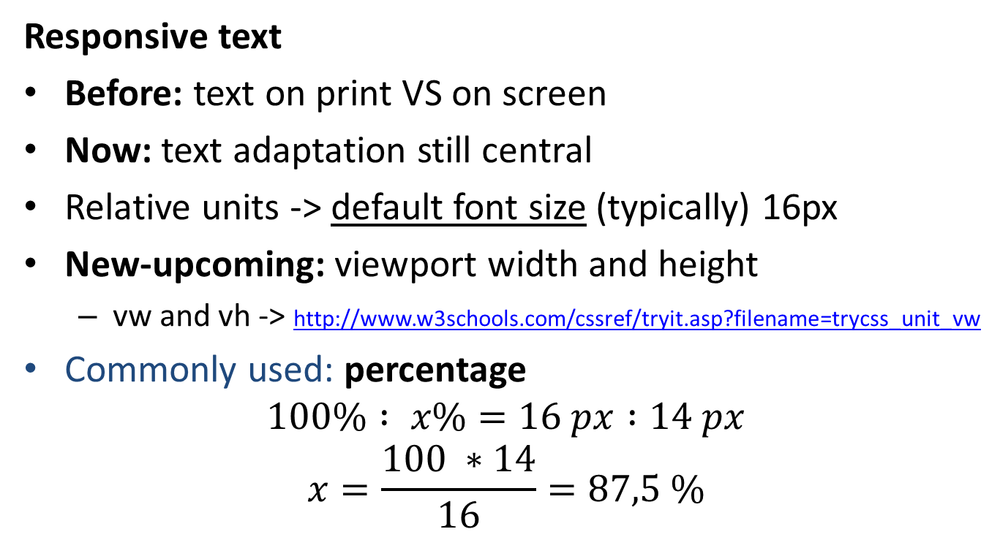 Responsive text
• Before: text on print VS on screen
• Now: text adaptation still central
• Relative units -> default font size (typically) 16px
• New-upcoming: viewport width and height
– vw and vh -> http://www.w3schools.com/cssref/tryit.asp?filename=trycss_unit_vw
• Commonly used: percentage
100% : x% = 16 px : 14 px
x = (100 * 14) / 16 = 87,5 %